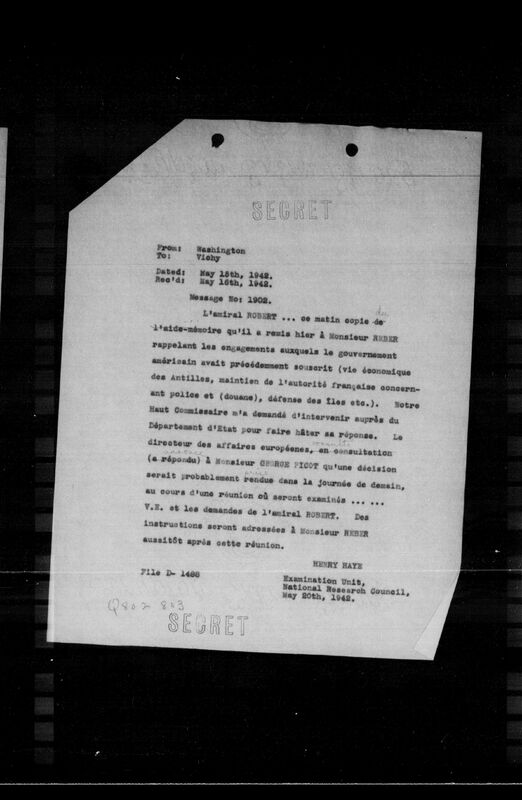 SECRET
From: Washington
To: Vichy
Dated: May 15th, 1942.
Rec'd: May 16th, 1942.
Message No: 1902.
L'amiral ROBERT ... ce matin copie de du
l'aide-mémoire qu'il a remis hier à Monsieur REBER
rappelant les engagements auxquels le gouvernement
américain avait précédemment souscrit (vie économique
des Antilles, maintien de l'autorité française concern-
ant police et (douane), défense des îles etc.). Notre
Haut Commissaire m'a demandé d'intervenir auprès du
Département d'Etat pour faire hâter sa réponse. Le
directeur des affaires européenes, en consultation
(a répondu) à Monsieur GEORGE PICOT qu'une décision
serait probablement rendue dans la journée de demain,
au cours d'une réunion où seront examinés ... ...
V.E. et les demandes de l'amiral ROBERT. Des
instructions seront adressées à Monsieur REBER
aussitôt après cette réunion.
HENRY HAYE
File D- 1488
Examination Unit,
National Research Council,
May 20th, 1942.
Q802 803
SECRET